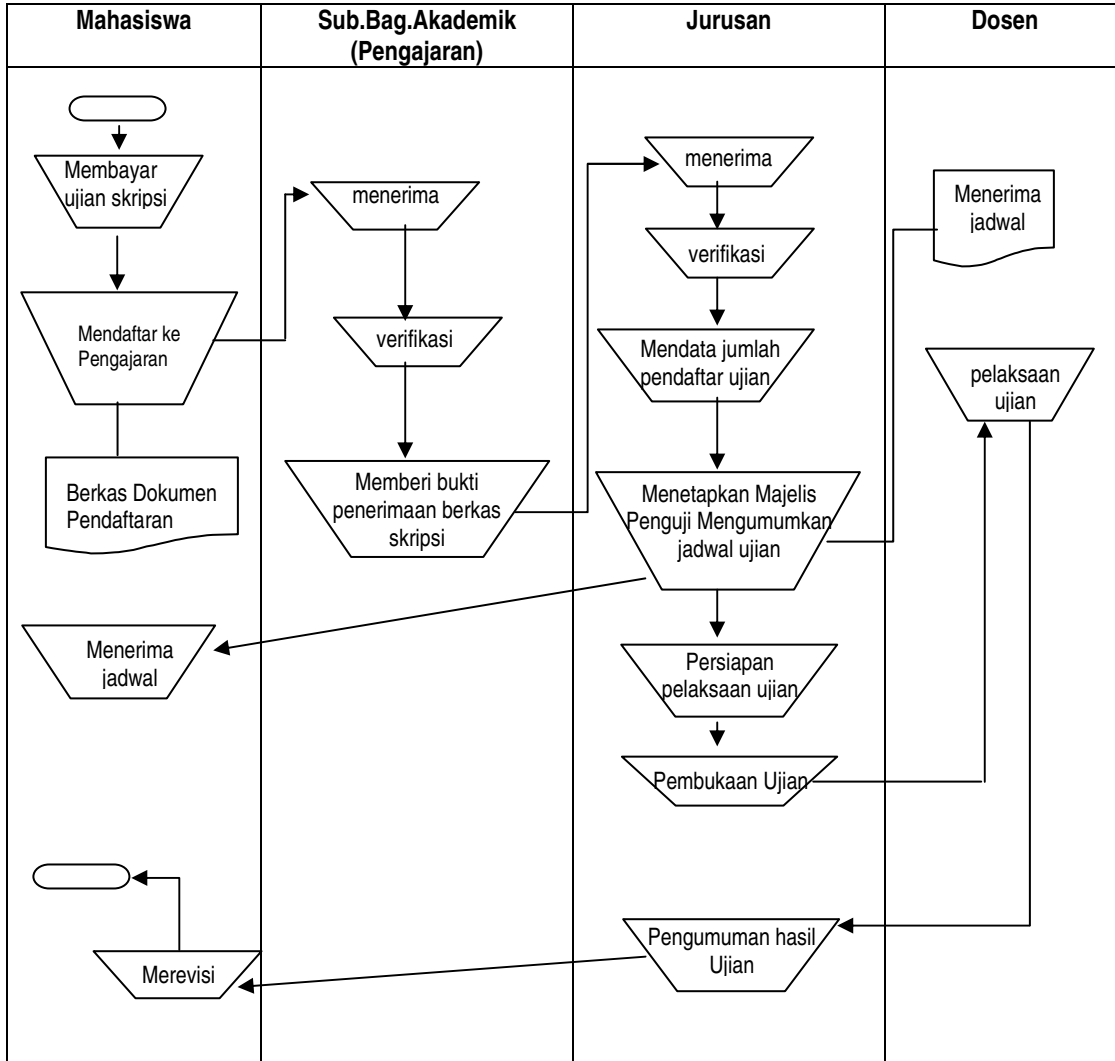 Mahasiswa
Sub.Bag.Akademik
(Pengajaran)
Jurusan
Dosen
Membayar
ujian skripsi
Mendaftar ke
Pengajaran
Berkas Dokumen
Pendaftaran
Menerima
jadwal
Merevisi
menerima
verifikasi
Memberi bukti
penerimaan berkas
skripsi
menerima
verifikasi
Mendata jumlah
pendaftar ujian
Menetapkan Majelis
Penguji Mengumumkan
jadwal ujian
Persiapan
pelaksaan ujian
Pembukaan Ujian
Pengumuman hasil
Ujian
Menerima
jadwal
pelaksaan
ujian